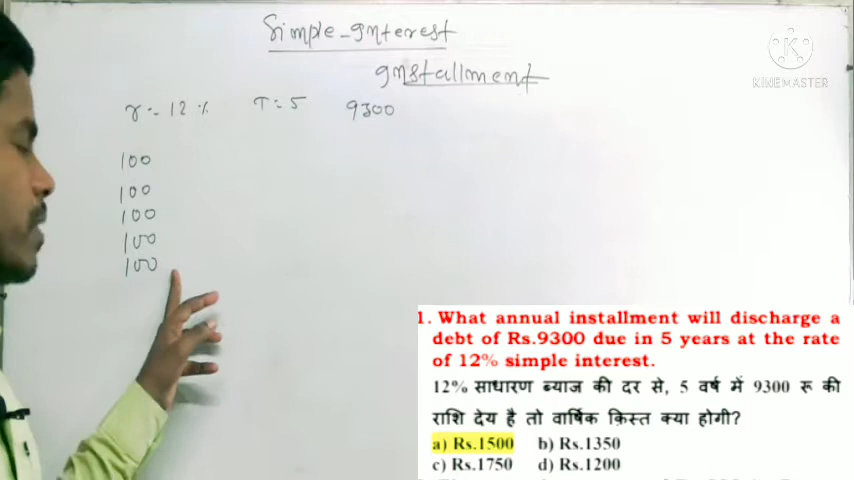 Simple-Interest
Installment
KINEMASTER
r = 12 % T = 5 9300
100
100
100
100
100
1. What annual installment will discharge a
debt of Rs.9300 due in 5 years at the rate
of 12% simple interest.
12% साधारण ब्याज की दर से, 5 वर्ष में 9300 रू की
राशि देय है तो वार्षिक क़िस्त क्या होगी?
a) Rs.1500 b) Rs.1350
c) Rs.1750 d) Rs.1200